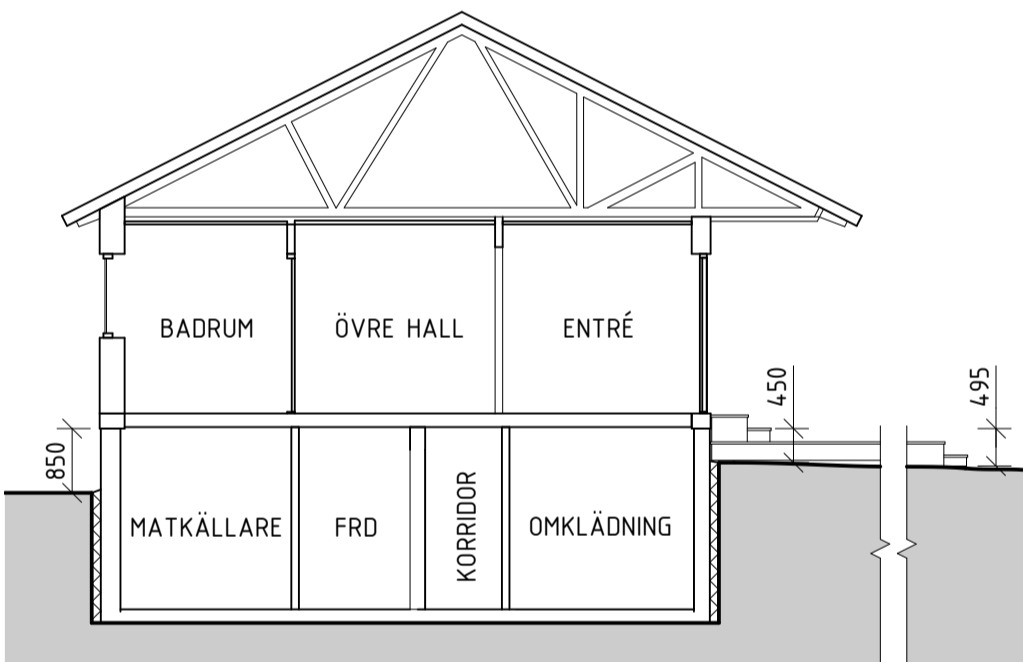 BADRUM
ÖVRE HALL
ENTRÉ
450
495
850
MATKÄLLARE
FRD
KORRIDOR
OMKLÄDNING